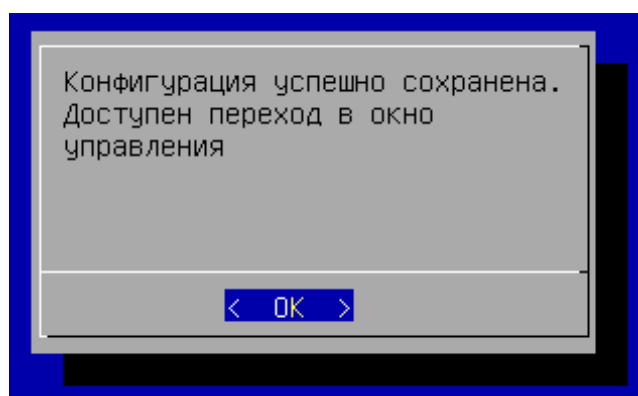 Конфигурация успешно сохранена.
Доступен переход в окно
управления
< OK >